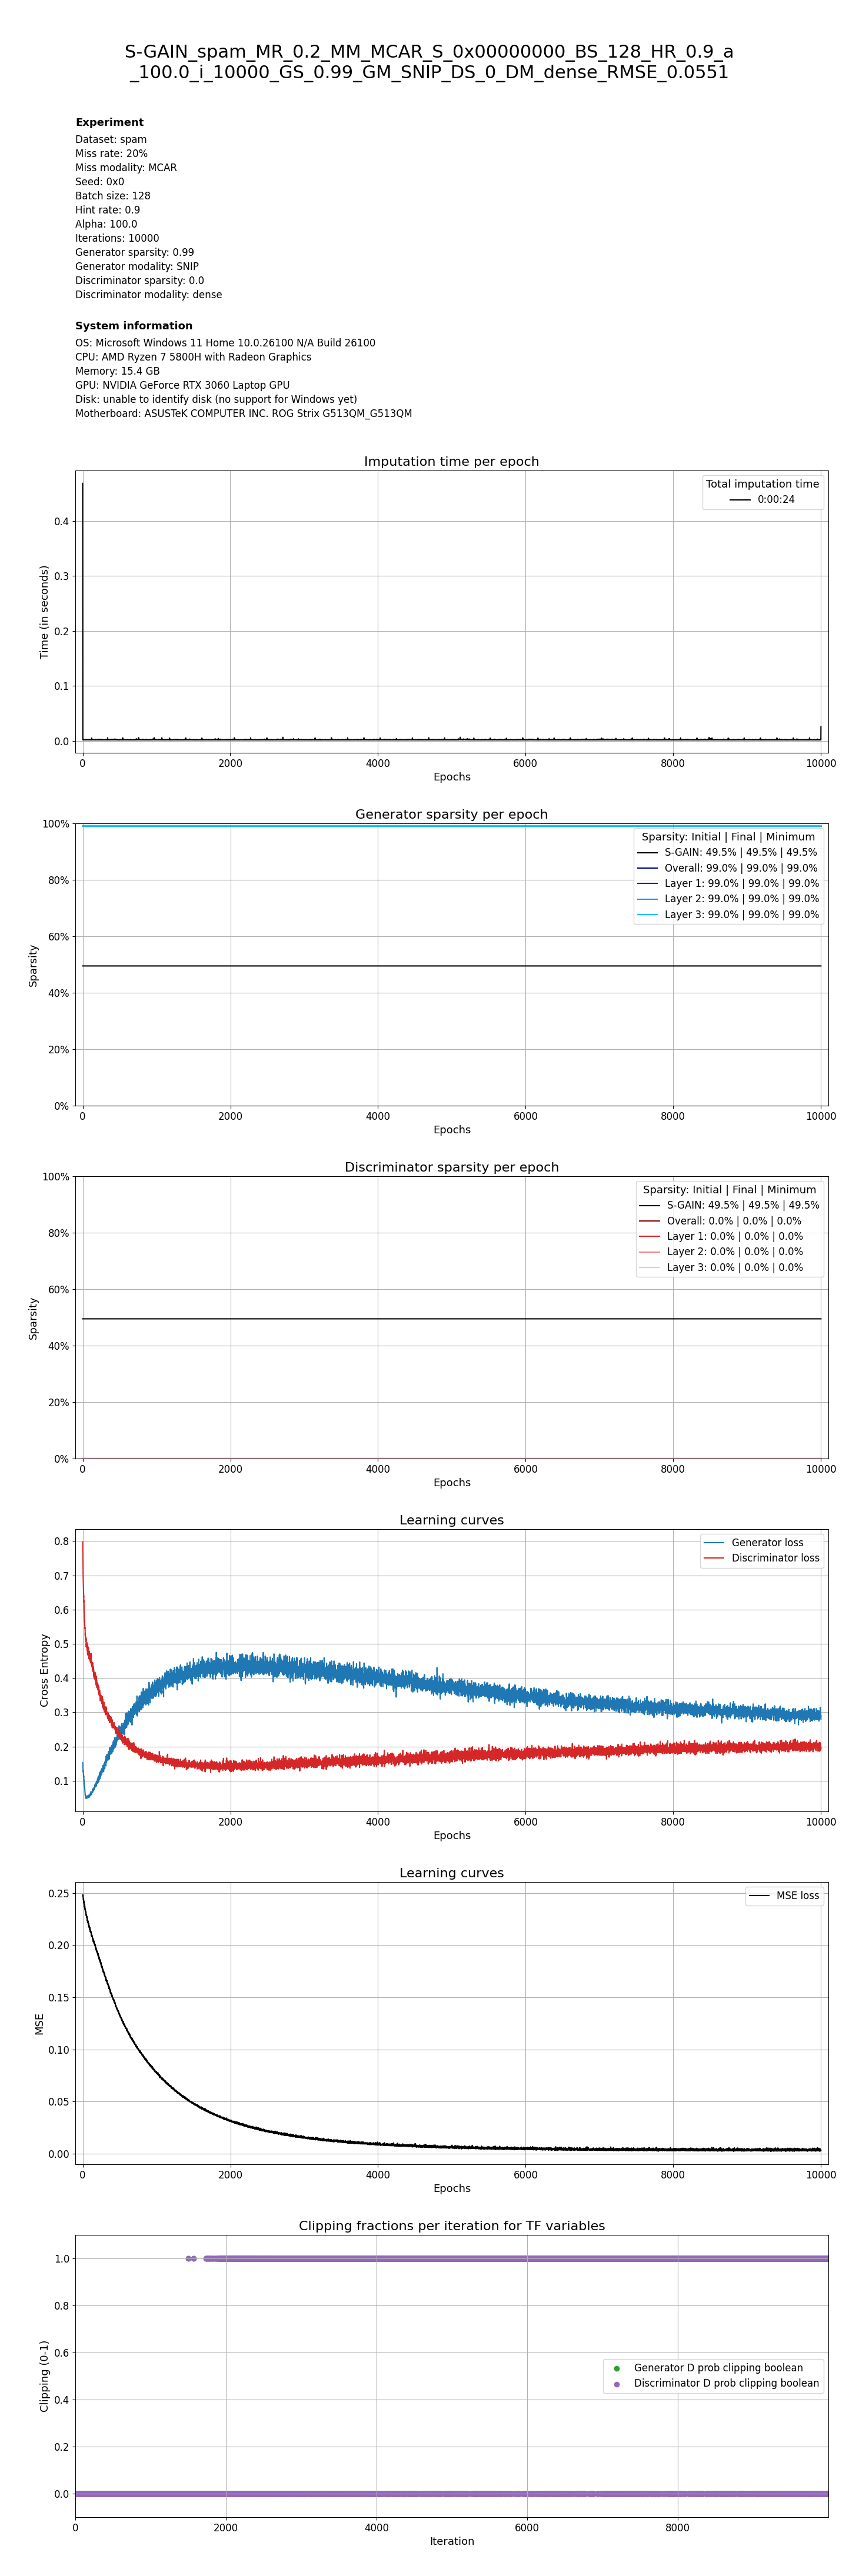 S-GAIN_spam_MR_0.2_MM_MCAR_S_0x00000000_BS_128_HR_0.9_a
_100.0_i_10000_GS_0.99_GM_SNIP_DS_0_DM_dense_RMSE_0.0551
Experiment
Dataset: spam
Miss rate: 20%
Miss modality: MCAR
Seed: 0x0
Batch size: 128
Hint rate: 0.9
Alpha: 100.0
Iterations: 10000
Generator sparsity: 0.99
Generator modality: SNIP
Discriminator sparsity: 0.0
Discriminator modality: dense
System information
OS: Microsoft Windows 11 Home 10.0.26100 N/A Build 26100
CPU: AMD Ryzen 7 5800H with Radeon Graphics
Memory: 15.4 GB
GPU: NVIDIA GeForce RTX 3060 Laptop GPU
Disk: unable to identify disk (no support for Windows yet)
Motherboard: ASUSTeK COMPUTER INC. ROG Strix G513QM_G513QM
Imputation time per epoch
Total imputation time
0:00:24
0.4
0.3
0.2
0.1
0.0
Time (in seconds)
0 2000 4000 6000 8000 10000
Epochs
Generator sparsity per epoch
Sparsity: Initial | Final | Minimum
S-GAIN: 49.5% | 49.5% | 49.5%
Overall: 99.0% | 99.0% | 99.0%
Layer 1: 99.0% | 99.0% | 99.0%
Layer 2: 99.0% | 99.0% | 99.0%
Layer 3: 99.0% | 99.0% | 99.0%
100%
80%
60%
40%
20%
0%
Sparsity
0 2000 4000 6000 8000 10000
Epochs
Discriminator sparsity per epoch
Sparsity: Initial | Final | Minimum
S-GAIN: 49.5% | 49.5% | 49.5%
Overall: 0.0% | 0.0% | 0.0%
Layer 1: 0.0% | 0.0% | 0.0%
Layer 2: 0.0% | 0.0% | 0.0%
Layer 3: 0.0% | 0.0% | 0.0%
100%
80%
60%
40%
20%
0%
Sparsity
0 2000 4000 6000 8000 10000
Epochs
Learning curves
Generator loss
Discriminator loss
0.8
0.7
0.6
0.5
0.4
0.3
0.2
0.1
Cross Entropy
0 2000 4000 6000 8000 10000
Epochs
Learning curves
MSE loss
0.25
0.20
0.15
0.10
0.05
0.00
MSE
0 2000 4000 6000 8000 10000
Epochs
Clipping fractions per iteration for TF variables
1.0
0.8
0.6
0.4
0.2
0.0
Clipping (0-1)
Generator D prob clipping boolean
Discriminator D prob clipping boolean
0 2000 4000 6000 8000
Iteration